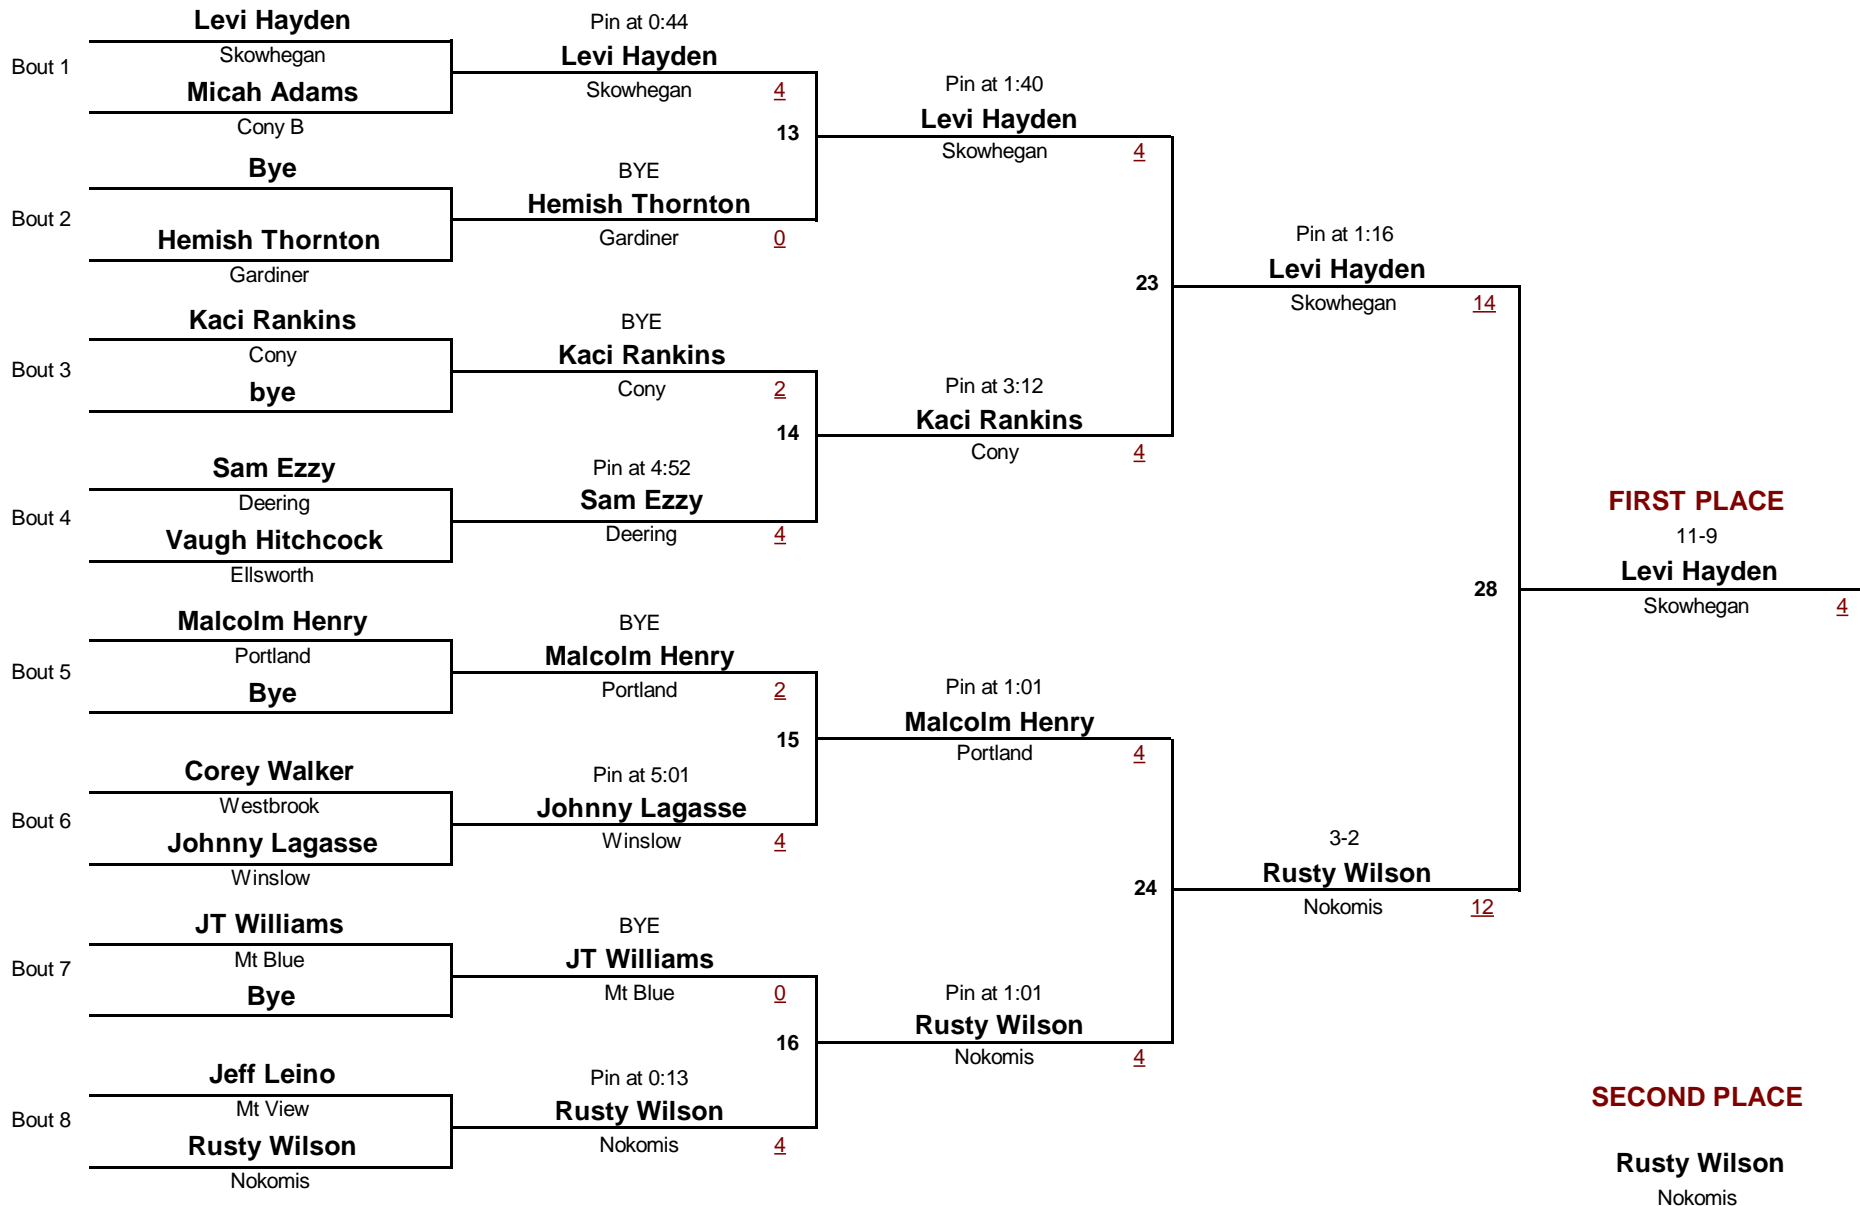 Levi Hayden
Skowhegan
Bout 1
Micah Adams
Cony B
Bye
Bout 2
Hemish Thornton
Gardiner
Kaci Rankins
Cony
Bout 3
bye
Sam Ezzy
Deering
Bout 4
Vaugh Hitchcock
Ellsworth
Malcolm Henry
Portland
Bout 5
Bye
Corey Walker
Westbrook
Bout 6
Johnny Lagasse
Winslow
JT Williams
Mt Blue
Bout 7
Bye
Jeff Leino
Mt View
Bout 8
Rusty Wilson
Nokomis
Pin at 0:44
Levi Hayden
Skowhegan 4
13
BYE
Hemish Thornton
Gardiner 0
BYE
Kaci Rankins
Cony 2
14
Pin at 4:52
Sam Ezzy
Deering 4
BYE
Malcolm Henry
Portland 2
15
Pin at 5:01
Johnny Lagasse
Winslow 4
BYE
JT Williams
Mt Blue 0
16
Pin at 0:13
Rusty Wilson
Nokomis 4
Pin at 1:40
Levi Hayden
Skowhegan 4
23
Pin at 3:12
Kaci Rankins
Cony 4
Pin at 1:01
Malcolm Henry
Portland 4
24
Pin at 1:01
Rusty Wilson
Nokomis 4
Pin at 1:16
Levi Hayden
Skowhegan 14
28
3-2
Rusty Wilson
Nokomis 12
FIRST PLACE
11-9
Levi Hayden
Skowhegan 4
SECOND PLACE
Rusty Wilson
Nokomis